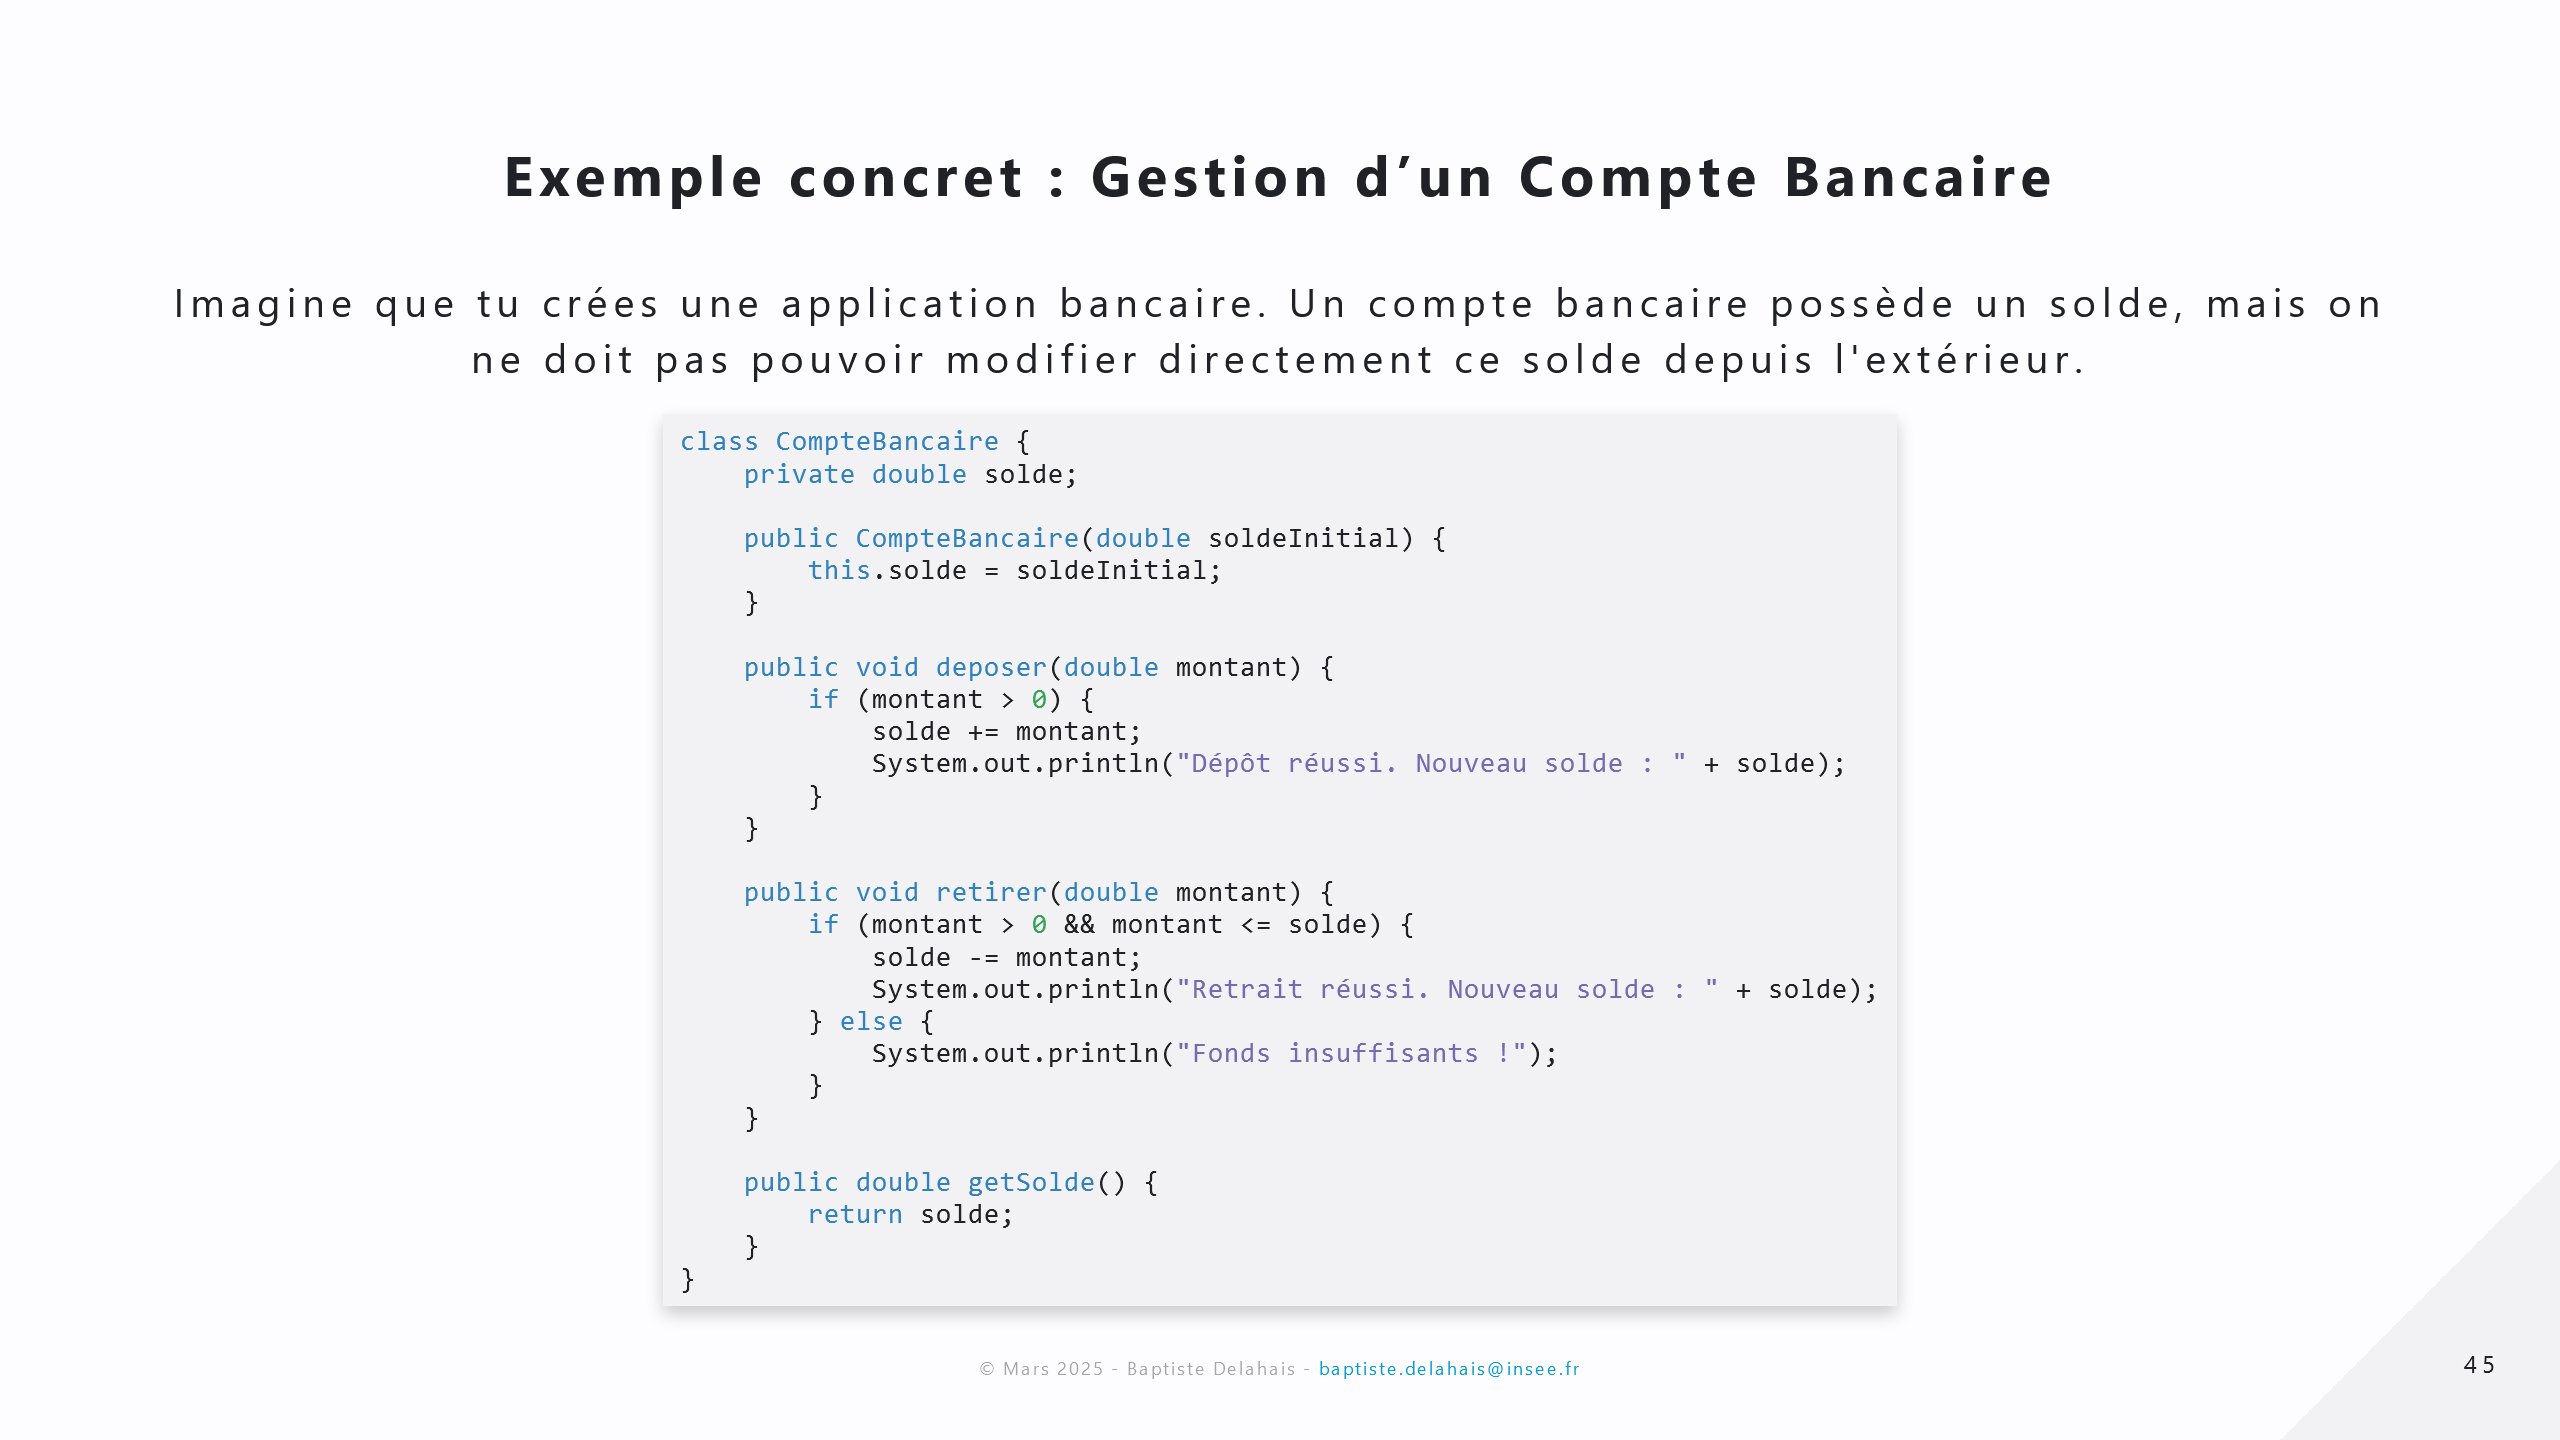 Exemple concret : Gestion d’un Compte Bancaire
Imagine que tu crées une application bancaire. Un compte bancaire possède un solde, mais on
ne doit pas pouvoir modifier directement ce solde depuis l'extérieur.
class CompteBancaire {
    private double solde;

    public CompteBancaire(double soldeInitial) {
        this.solde = soldeInitial;
    }

    public void deposer(double montant) {
        if (montant > 0) {
            solde += montant;
            System.out.println("Dépôt réussi. Nouveau solde : " + solde);
        }
    }

    public void retirer(double montant) {
        if (montant > 0 && montant <= solde) {
            solde -= montant;
            System.out.println("Retrait réussi. Nouveau solde : " + solde);
        } else {
            System.out.println("Fonds insuffisants !");
        }
    }

    public double getSolde() {
        return solde;
    }
}
© Mars 2025 - Baptiste Delahais - baptiste.delahais@insee.fr
45